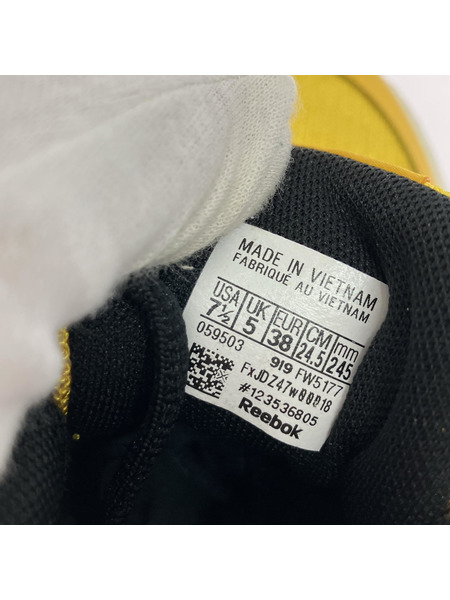 MADE IN VIETNAM
FABRIQUÉ AU VIETNAM
USA UK EUR CM mm
7½ 5 38 24.5 245
059503 919 FW5177
FXJDZ47W00018
#123536805
Reebok